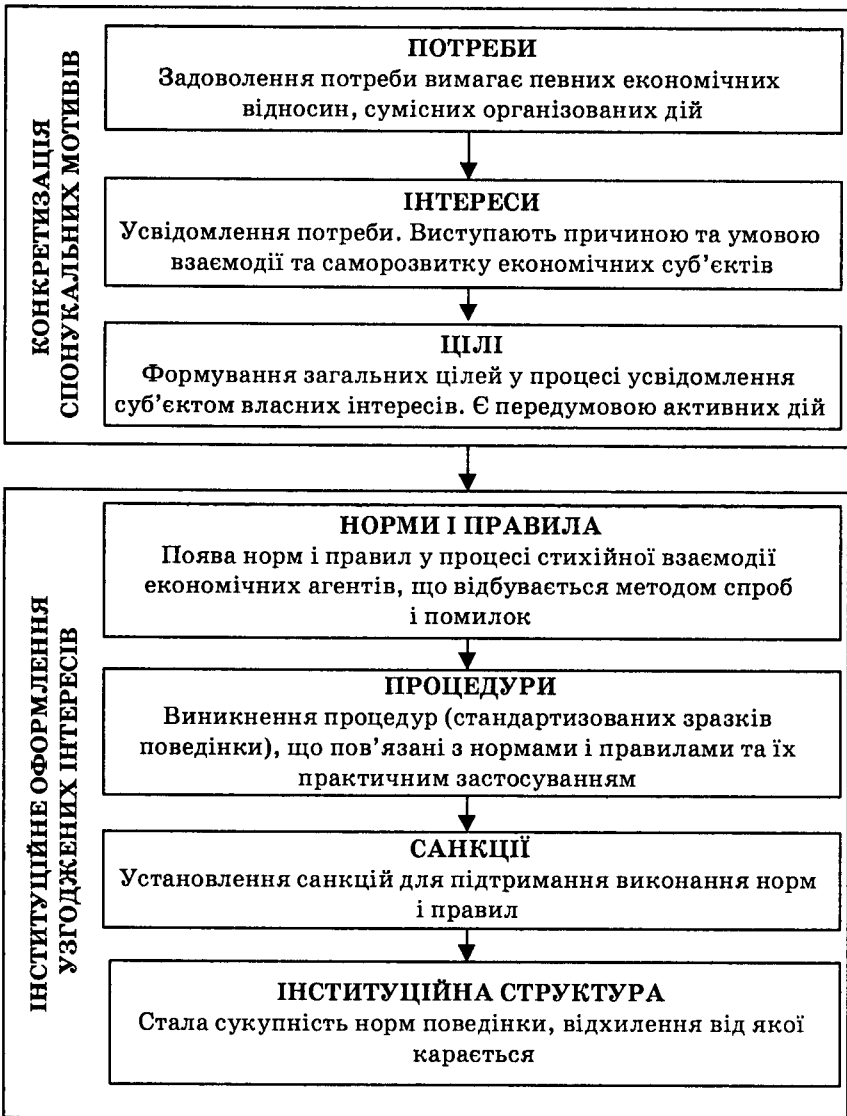 КОНКРЕТИЗАЦІЯ
СПОНУКАЛЬНИХ МОТИВІВ
ПОТРЕБИ
Задоволення потреби вимагає певних економічних
відносин, сумісних організованих дій
ІНТЕРЕСИ
Усвідомлення потреби. Виступають причиною та умовою
взаємодії та саморозвитку економічних суб’єктів
ЦІЛІ
Формування загальних цілей у процесі усвідомлення
суб’єктом власних інтересів. Є передумовою активних дій
ІНСТИТУЦІЙНЕ ОФОРМЛЕННЯ
УЗГОДЖЕНИХ ІНТЕРЕСІВ
НОРМИ І ПРАВИЛА
Поява норм і правил у процесі стихійної взаємодії
економічних агентів, що відбувається методом спроб
і помилок
ПРОЦЕДУРИ
Виникнення процедур (стандартизованих зразків
поведінки), що пов’язані з нормами і правилами та їх
практичним застосуванням
САНКЦІЇ
Установлення санкцій для підтримання виконання норм
і правил
ІНСТИТУЦІЙНА СТРУКТУРА
Стала сукупність норм поведінки, відхилення від якої
карається